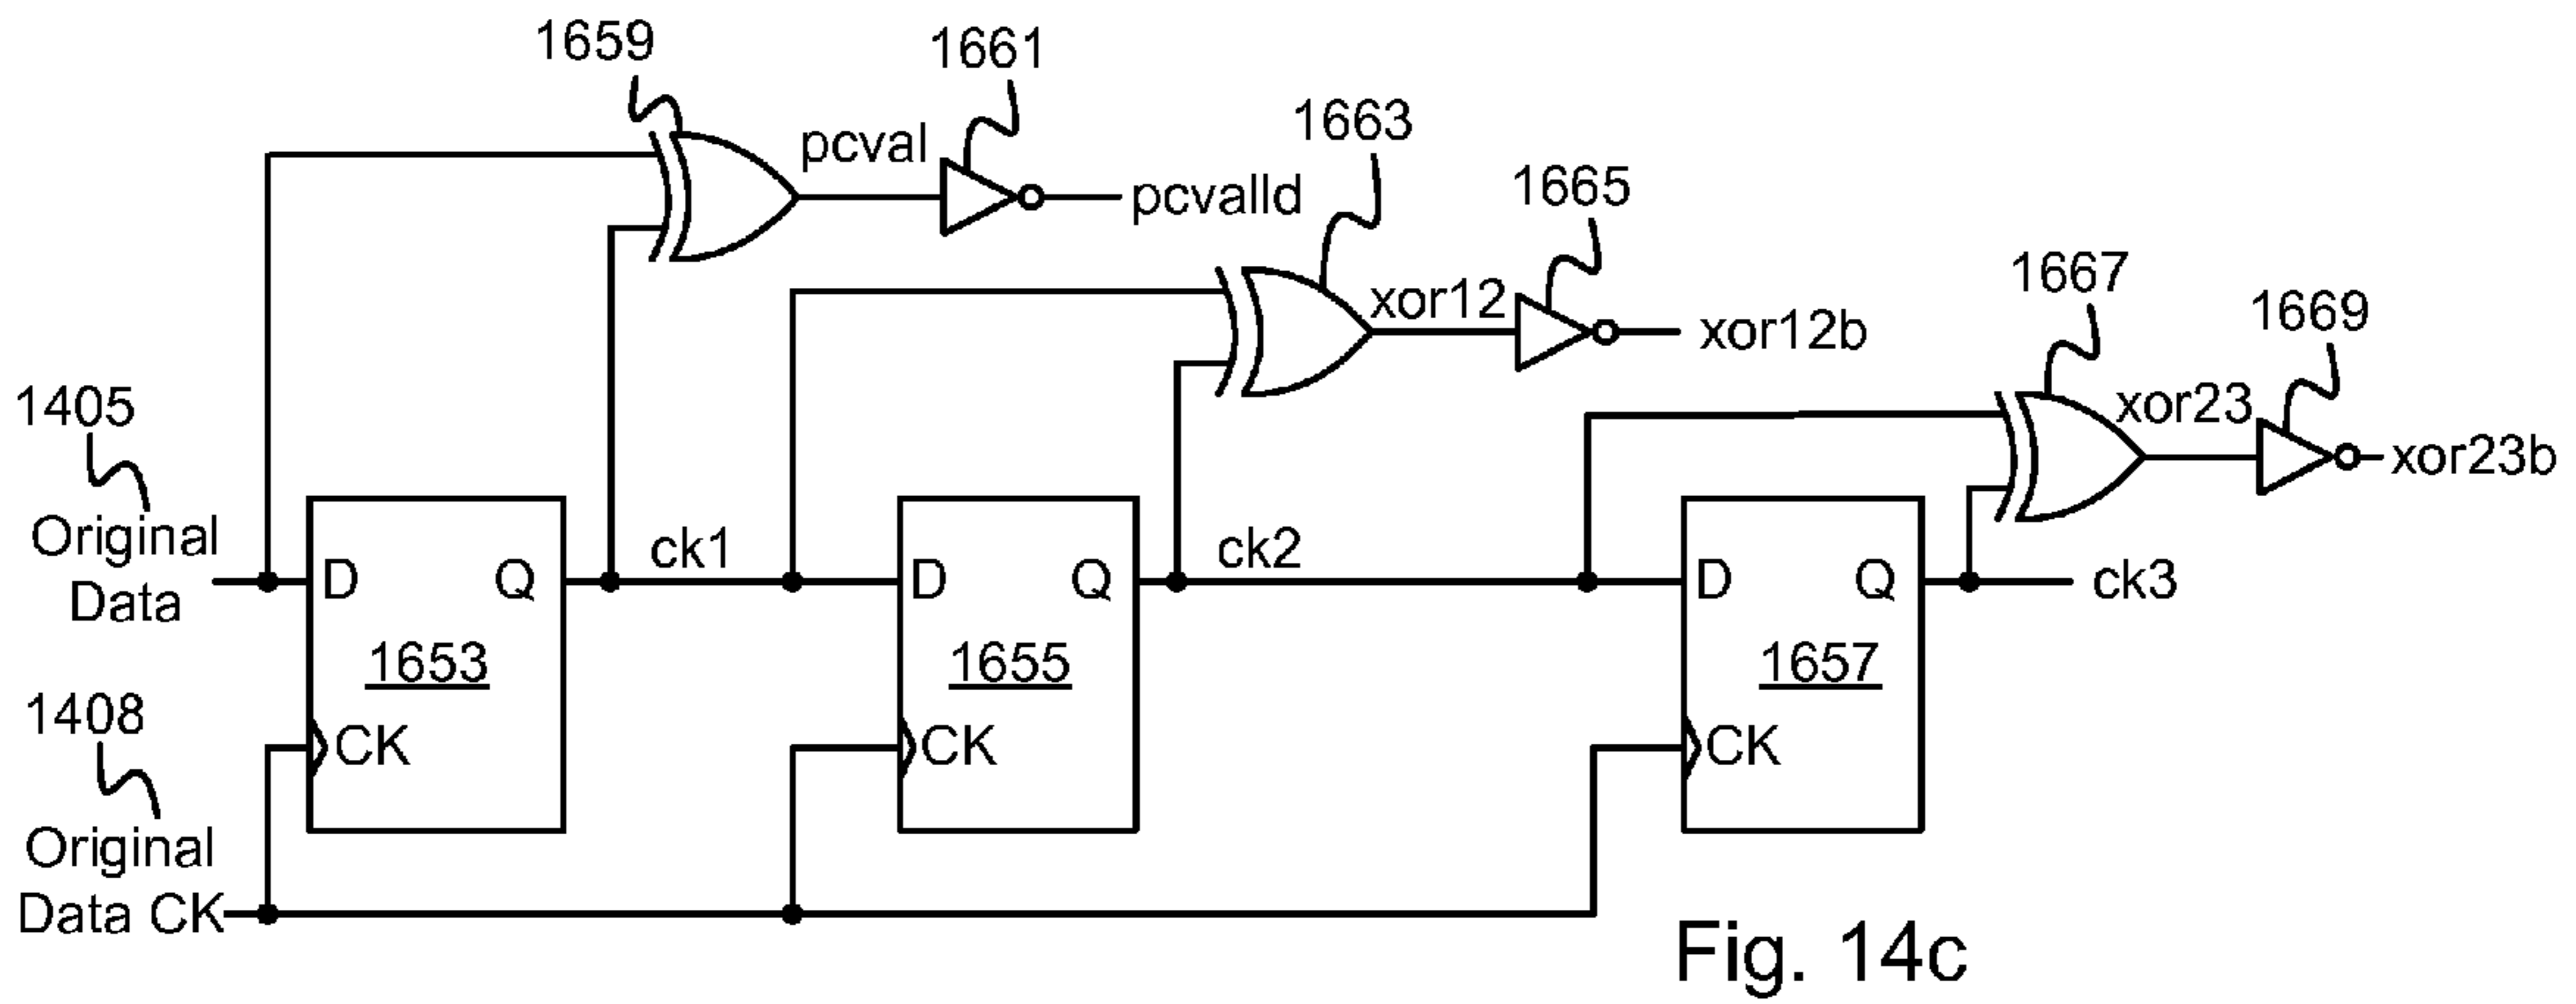 1659
1661
pcval
pcvalld
1663
1665
xor12
xor12b
1667
1669
xor23
xor23b
1405
Original
Data
D
Q
ck1
D
Q
ck2
D
Q
ck3
1653
1655
1657
1408
CK
CK
CK
Original
Data CK
Fig. 14c